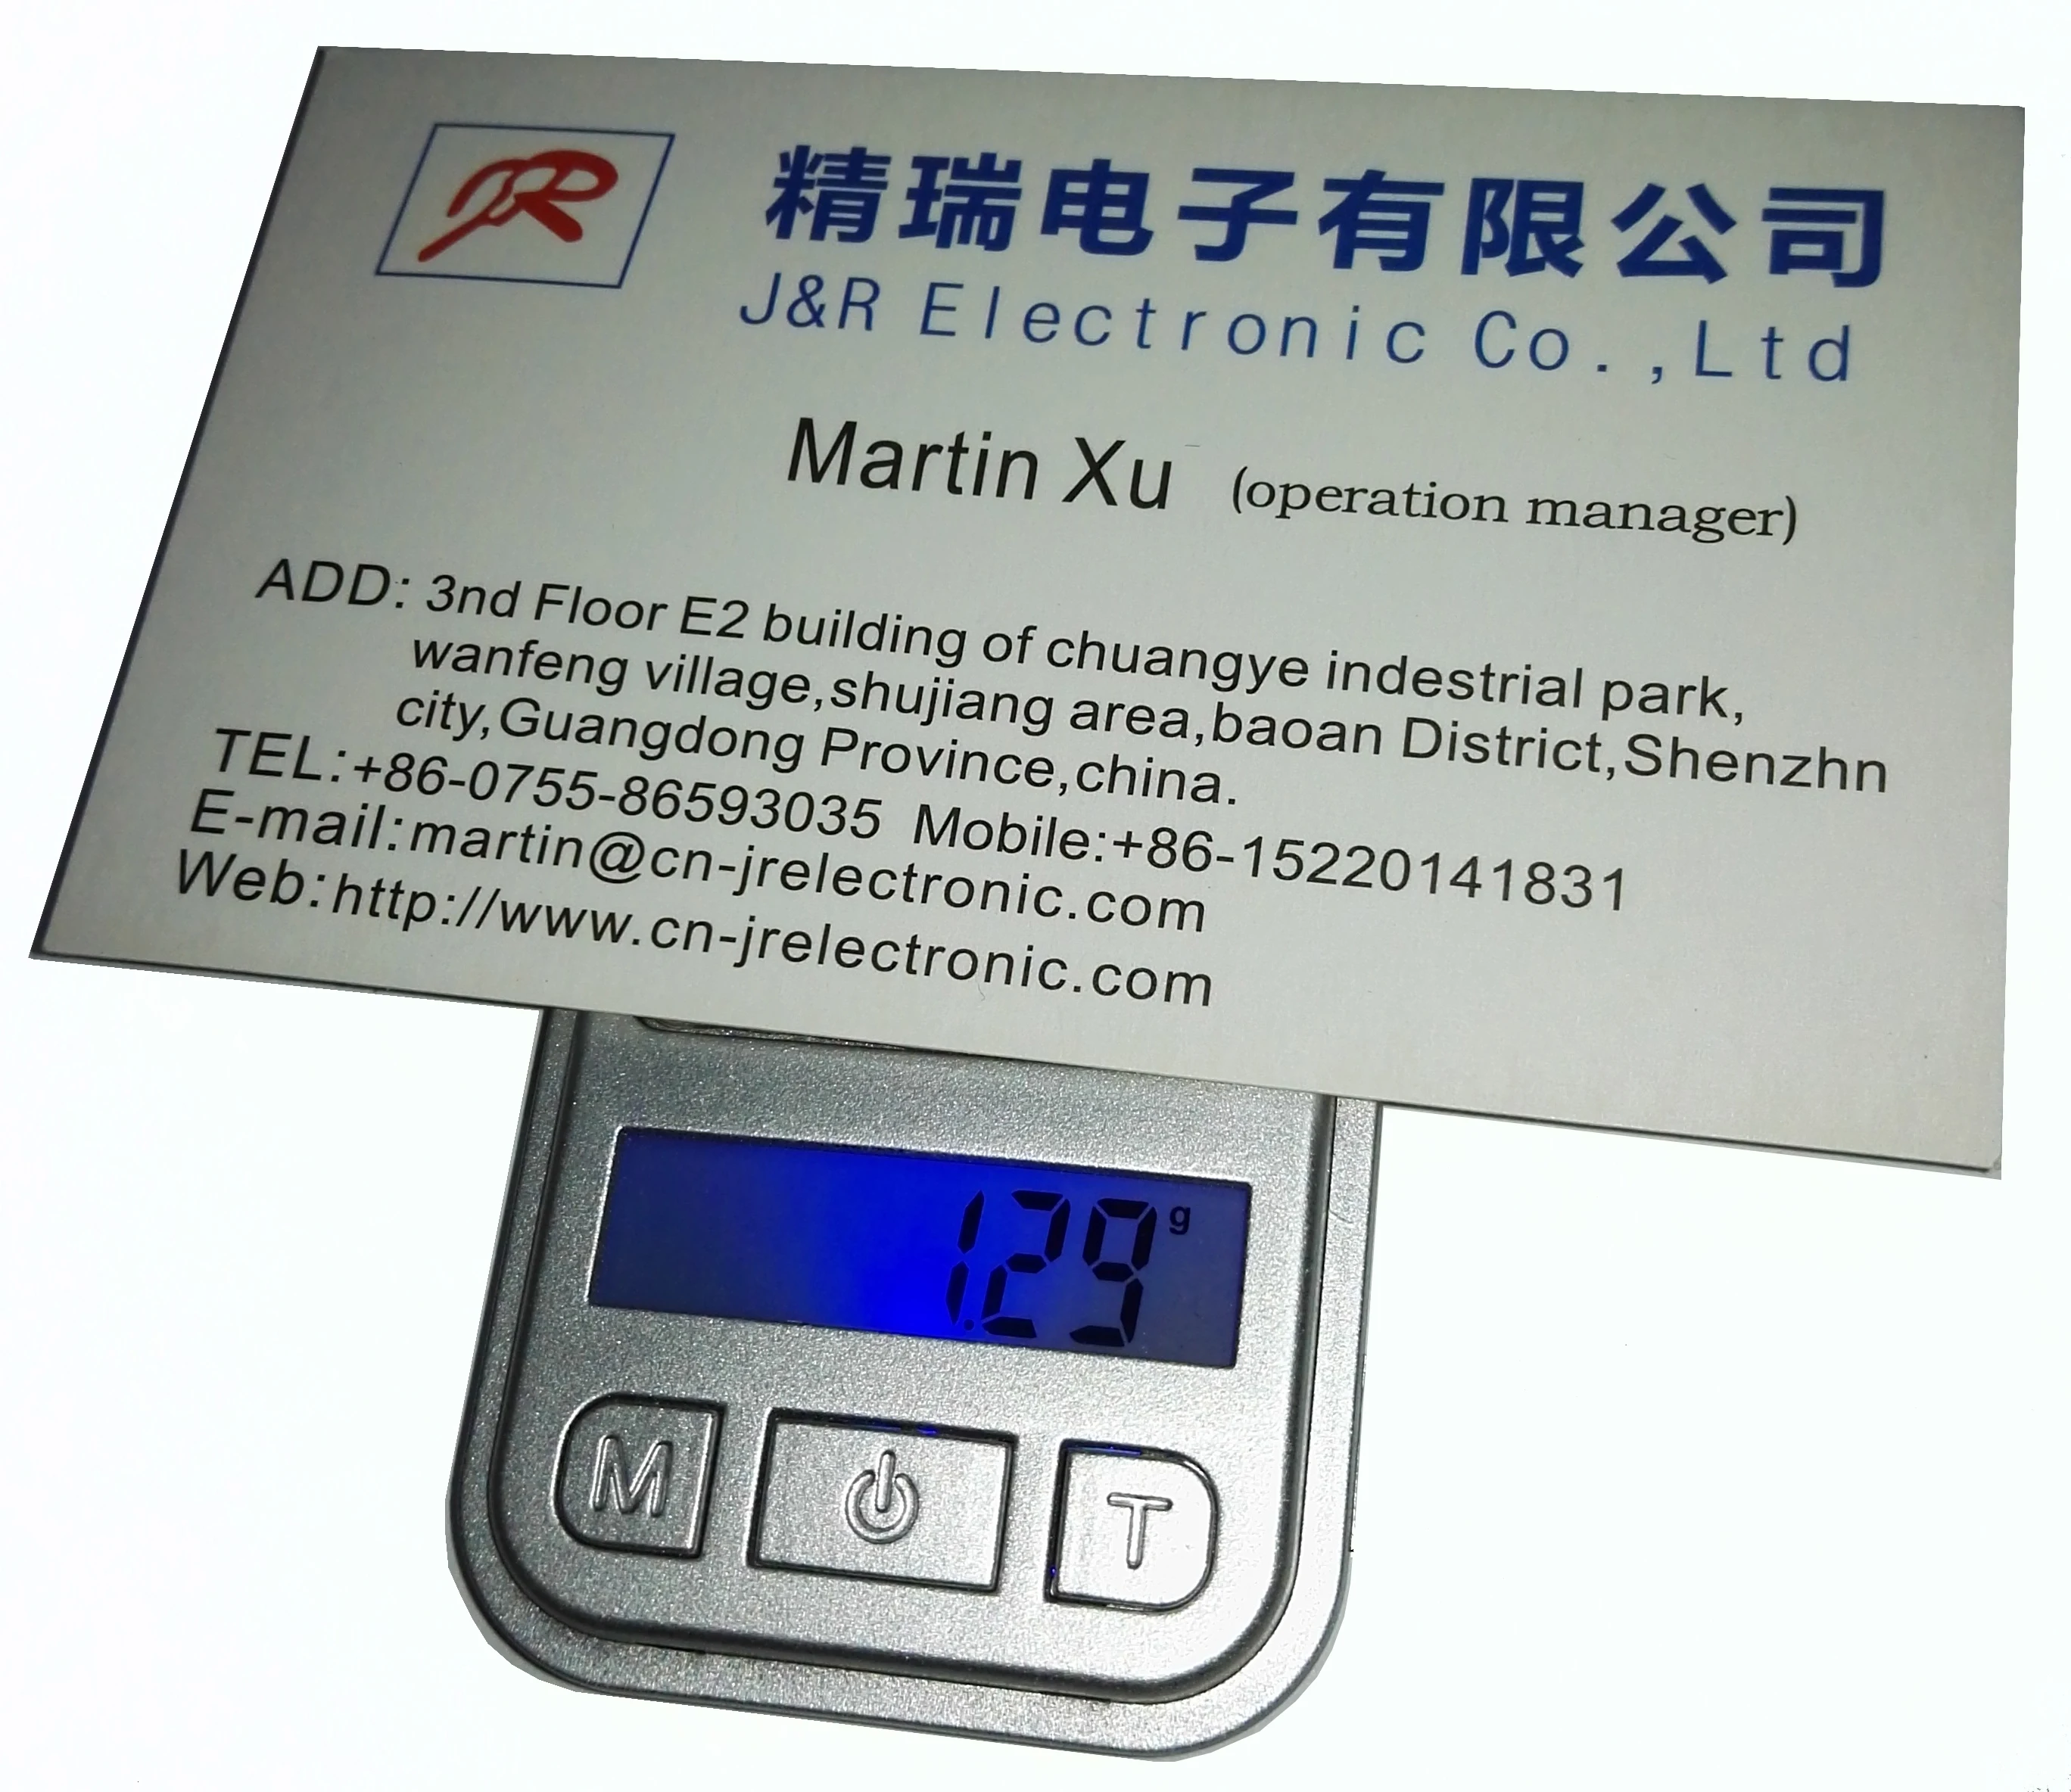 JR
精瑞电子有限公司
J&R Electronic Co.,Ltd
Martin Xu (operation manager)
ADD: 3nd Floor E2 building of chuangye indestrial park,
wanfeng village,shujiang area,baoan District,Shenzhn
city,Guangdong Province,china.
TEL:+86-0755-86593035 Mobile:+86-15220141831
E-mail:martin@cn-jrelectronic.com
Web:http://www.cn-jrelectronic.com
1.29 g
M T